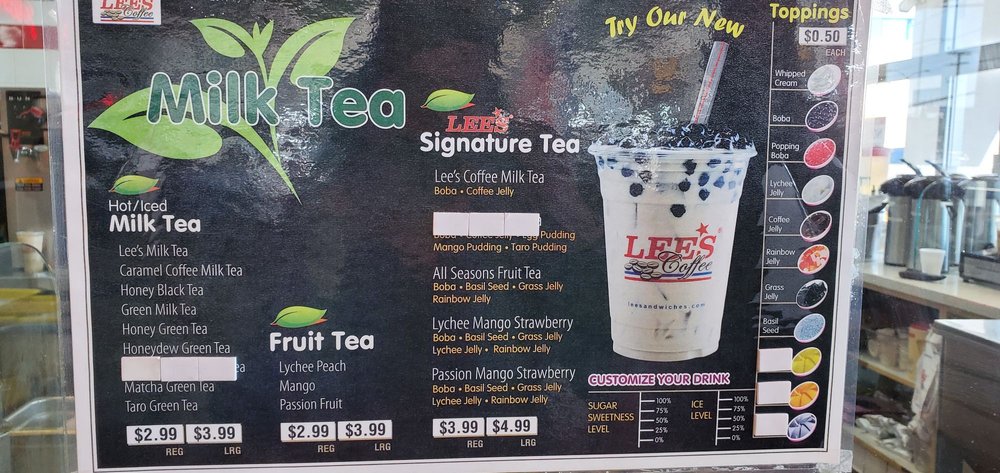 LEE'S
Coffee
Milk Tea
Hot/Iced
Milk Tea
Lee's Milk Tea
Caramel Coffee Milk Tea
Honey Black Tea
Green Milk Tea
Honey Green Tea
Honeydew Green Tea
Matcha Green Tea
Taro Green Tea
$2.99 $3.99
REG LRG
Fruit Tea
Lychee Peach
Mango
Passion Fruit
$2.99 $3.99
REG LRG
LEE'S
Signature Tea
Lee's Coffee Milk Tea
Boba • Coffee Jelly
Boba • Coffee Jelly • Egg Pudding
Mango Pudding • Taro Pudding
All Seasons Fruit Tea
Boba • Basil Seed • Grass Jelly
Rainbow Jelly
Lychee Mango Strawberry
Boba • Basil Seed • Grass Jelly
Lychee Jelly • Rainbow Jelly
Passion Mango Strawberry
Boba • Basil Seed • Grass Jelly
Lychee Jelly • Rainbow Jelly
$3.99 $4.99
REG LRG
Try Our New
LEE'S
Coffee
leesandwiches.com
CUSTOMIZE YOUR DRINK
SUGAR
SWEETNESS
LEVEL
100%
75%
50%
25%
0%
ICE
LEVEL
100%
75%
50%
25%
0%
Toppings
$0.50
EACH
Whipped
Cream
Boba
Popping
Boba
Lychee
Jelly
Coffee
Jelly
Rainbow
Jelly
Grass
Jelly
Basil
Seed